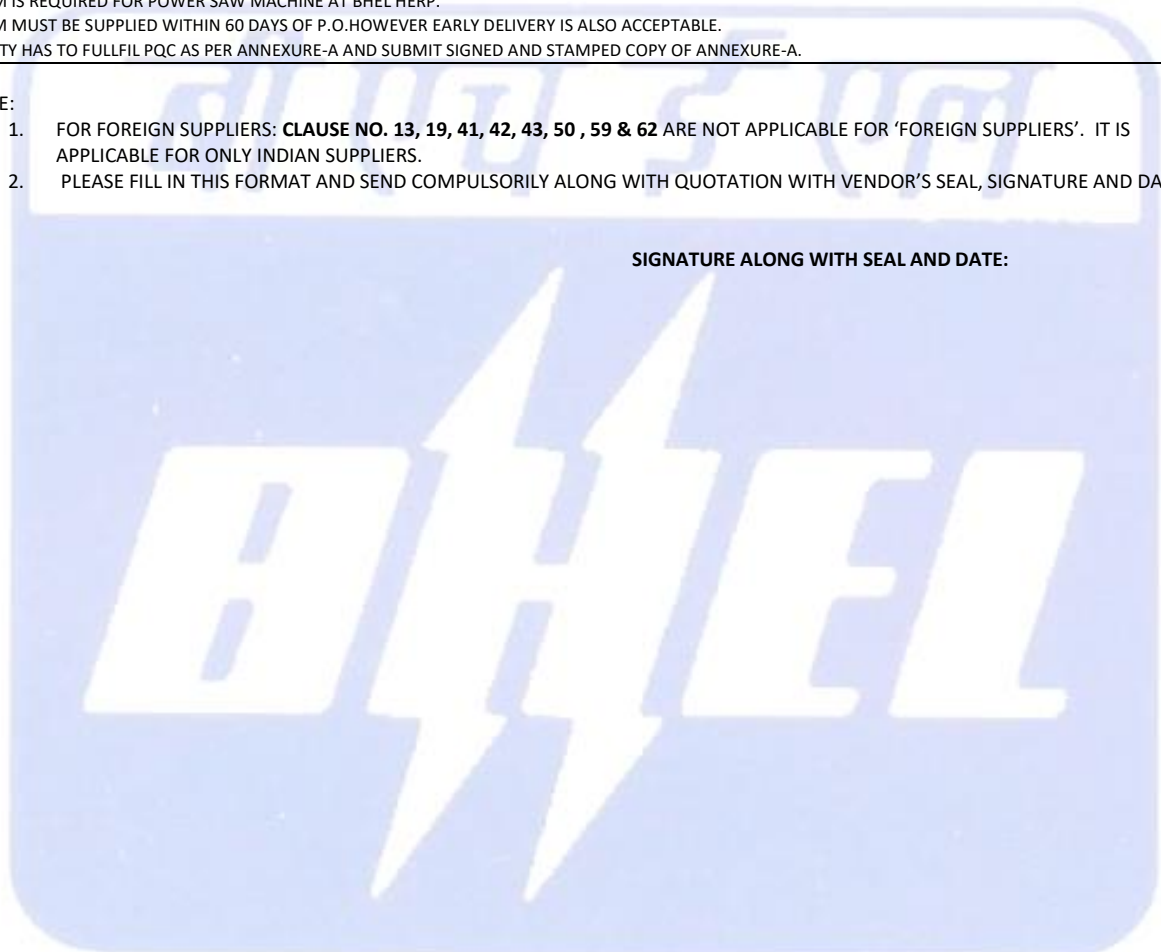 M IS REQUIRED FOR POWER SAW MACHINE AT BHEL HERP.
M MUST BE SUPPLIED WITHIN 60 DAYS OF P.O.HOWEVER EARLY DELIVERY IS ALSO ACCEPTABLE.
TY HAS TO FULLFIL PQC AS PER ANNEXURE-A AND SUBMIT SIGNED AND STAMPED COPY OF ANNEXURE-A.
E:
1. FOR FOREIGN SUPPLIERS: CLAUSE NO. 13, 19, 41, 42, 43, 50 , 59 & 62 ARE NOT APPLICABLE FOR ‘FOREIGN SUPPLIERS’. IT IS
APPLICABLE FOR ONLY INDIAN SUPPLIERS.
2. PLEASE FILL IN THIS FORMAT AND SEND COMPULSORILY ALONG WITH QUOTATION WITH VENDOR’S SEAL, SIGNATURE AND DA
SIGNATURE ALONG WITH SEAL AND DATE:
बीएचईएल
BHEL